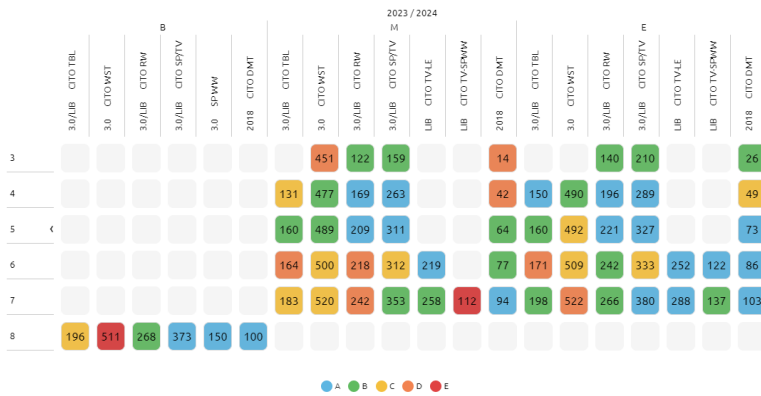 2023 / 2024
B M E
3.0/LIB CITO TBL
3.0 CITO WST
3.0/LIB CITO RW
3.0/LIB CITO SP/TV
3.0 SP-WW
2018 CITO DMT
3.0/LIB CITO TBL
3.0 CITO WST
3.0/LIB CITO RW
3.0/LIB CITO SP/TV
LIB CITO TV-LE
LIB CITO TV-SPWW
2018 CITO DMT
3.0/LIB CITO TBL
3.0 CITO WST
3.0/LIB CITO RW
3.0/LIB CITO SP/TV
LIB CITO TV-LE
LIB CITO TV-SPWW
2018 CITO DMT
3 451 122 159 14 140 210 26
4 131 477 169 263 42 150 490 196 289 49
5 160 489 209 311 64 160 492 221 327 73
6 164 500 218 312 219 77 171 509 242 333 252 122 86
7 183 520 242 353 258 112 94 198 522 266 380 288 137 103
8 196 511 268 373 150 100
A B C D E